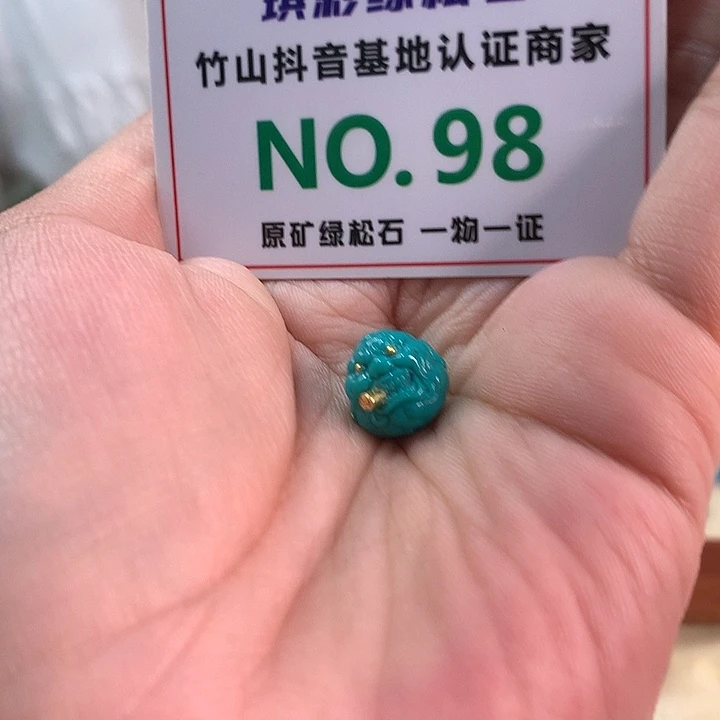 竹山抖音基地认证商家
NO. 98
原矿绿松石 一物一证